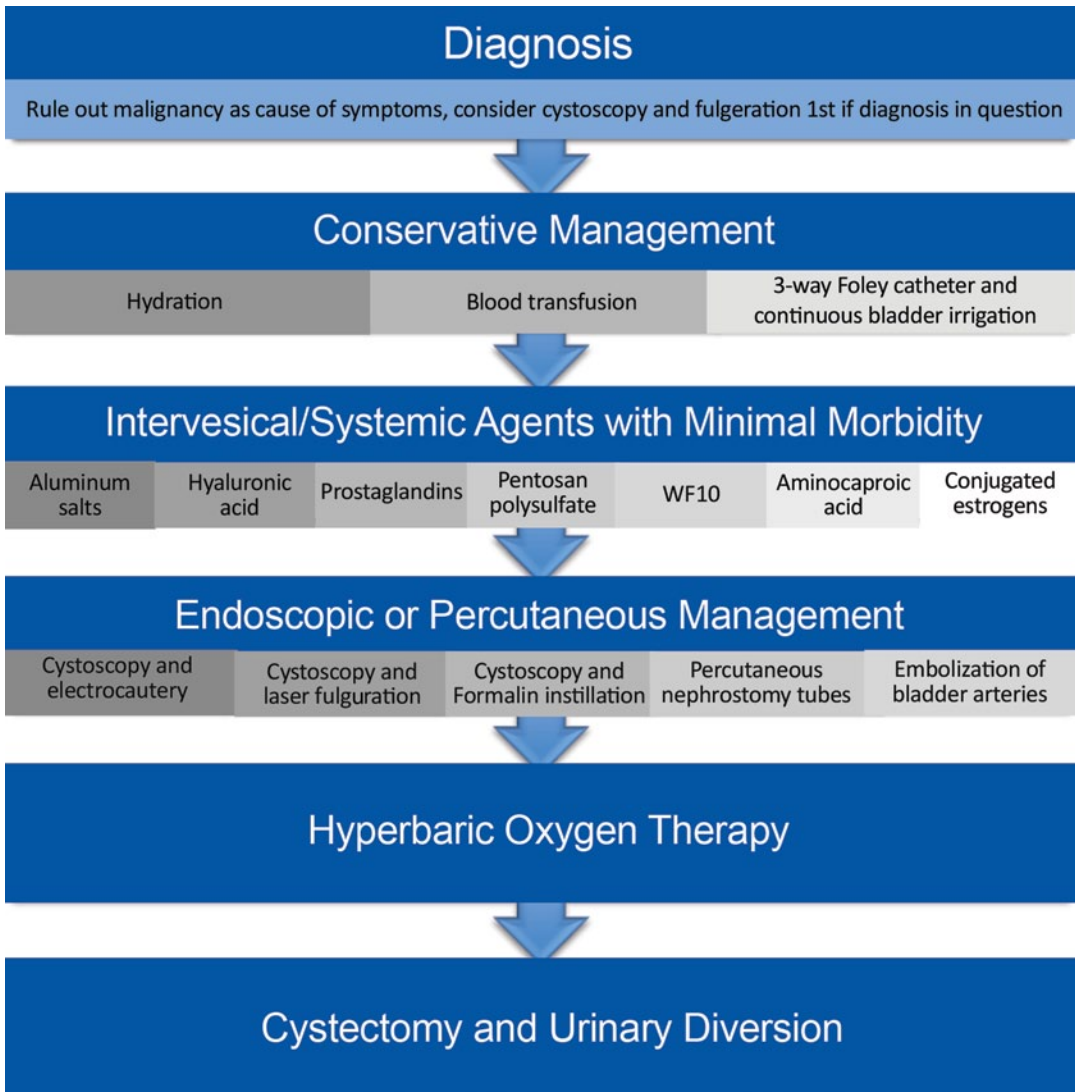 Diagnosis
Rule out malignancy as cause of symptoms, consider cystoscopy and fulgeration 1st if diagnosis in question
Conservative Management
Hydration
Blood transfusion
3-way Foley catheter and
continuous bladder irrigation
Intervesical/Systemic Agents with Minimal Morbidity
Aluminum
salts
Hyaluronic
acid
Prostaglandins
Pentosan
polysulfate
WF10
Aminocaproic
acid
Conjugated
estrogens
Endoscopic or Percutaneous Management
Cystoscopy and
electrocautery
Cystoscopy and
laser fulguration
Cystoscopy and
Formalin instillation
Percutaneous
nephrostomy tubes
Embolization of
bladder arteries
Hyperbaric Oxygen Therapy
Cystectomy and Urinary Diversion